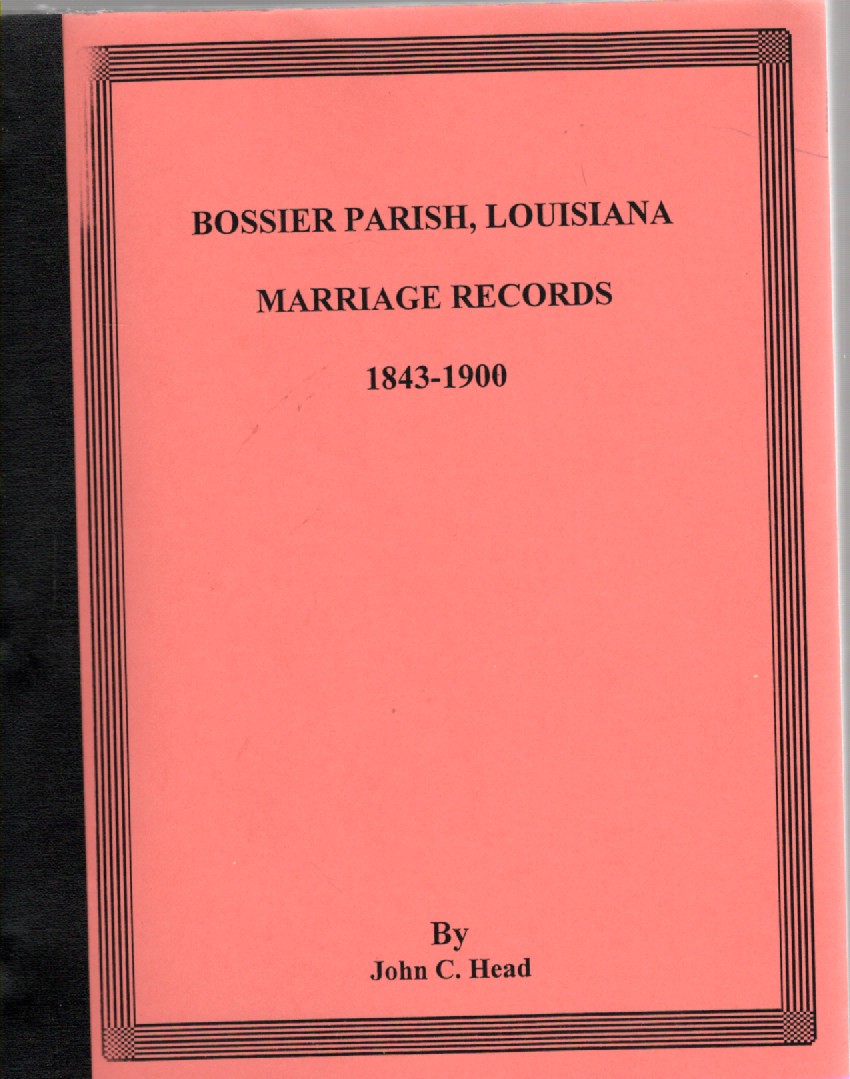 BOSSIER PARISH, LOUISIANA
MARRIAGE RECORDS
1843-1900
By
John C. Head